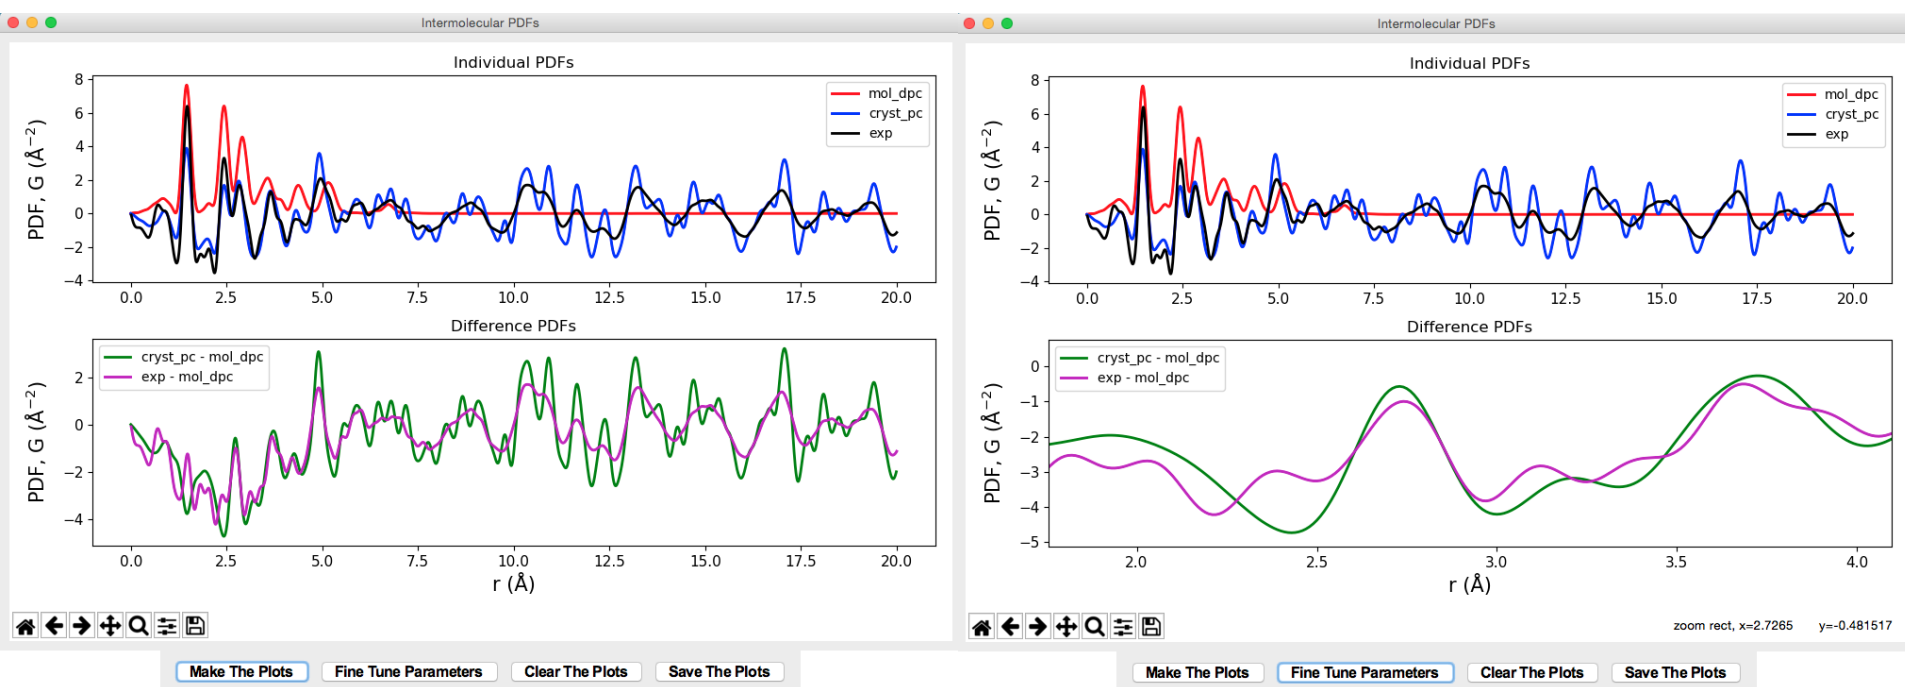 Intermolecular PDFs
Individual PDFs
PDF, G (Å⁻²)
8
6
4
2
0
−2
−4
mol_dpc
cryst_pc
exp
0.0 2.5 5.0 7.5 10.0 12.5 15.0 17.5 20.0
Difference PDFs
PDF, G (Å⁻²)
2
0
−2
−4
cryst_pc - mol_dpc
exp - mol_dpc
0.0 2.5 5.0 7.5 10.0 12.5 15.0 17.5 20.0
r (Å)
Make The Plots Fine Tune Parameters Clear The Plots Save The Plots
Intermolecular PDFs
Individual PDFs
PDF, G (Å⁻²)
8
6
4
2
0
−2
−4
mol_dpc
cryst_pc
exp
0.0 2.5 5.0 7.5 10.0 12.5 15.0 17.5 20.0
Difference PDFs
PDF, G (Å⁻²)
0
−1
−2
−3
−4
−5
cryst_pc - mol_dpc
exp - mol_dpc
2.0 2.5 3.0 3.5 4.0
r (Å)
zoom rect, x=2.7265 y=-0.481517
Make The Plots Fine Tune Parameters Clear The Plots Save The Plots